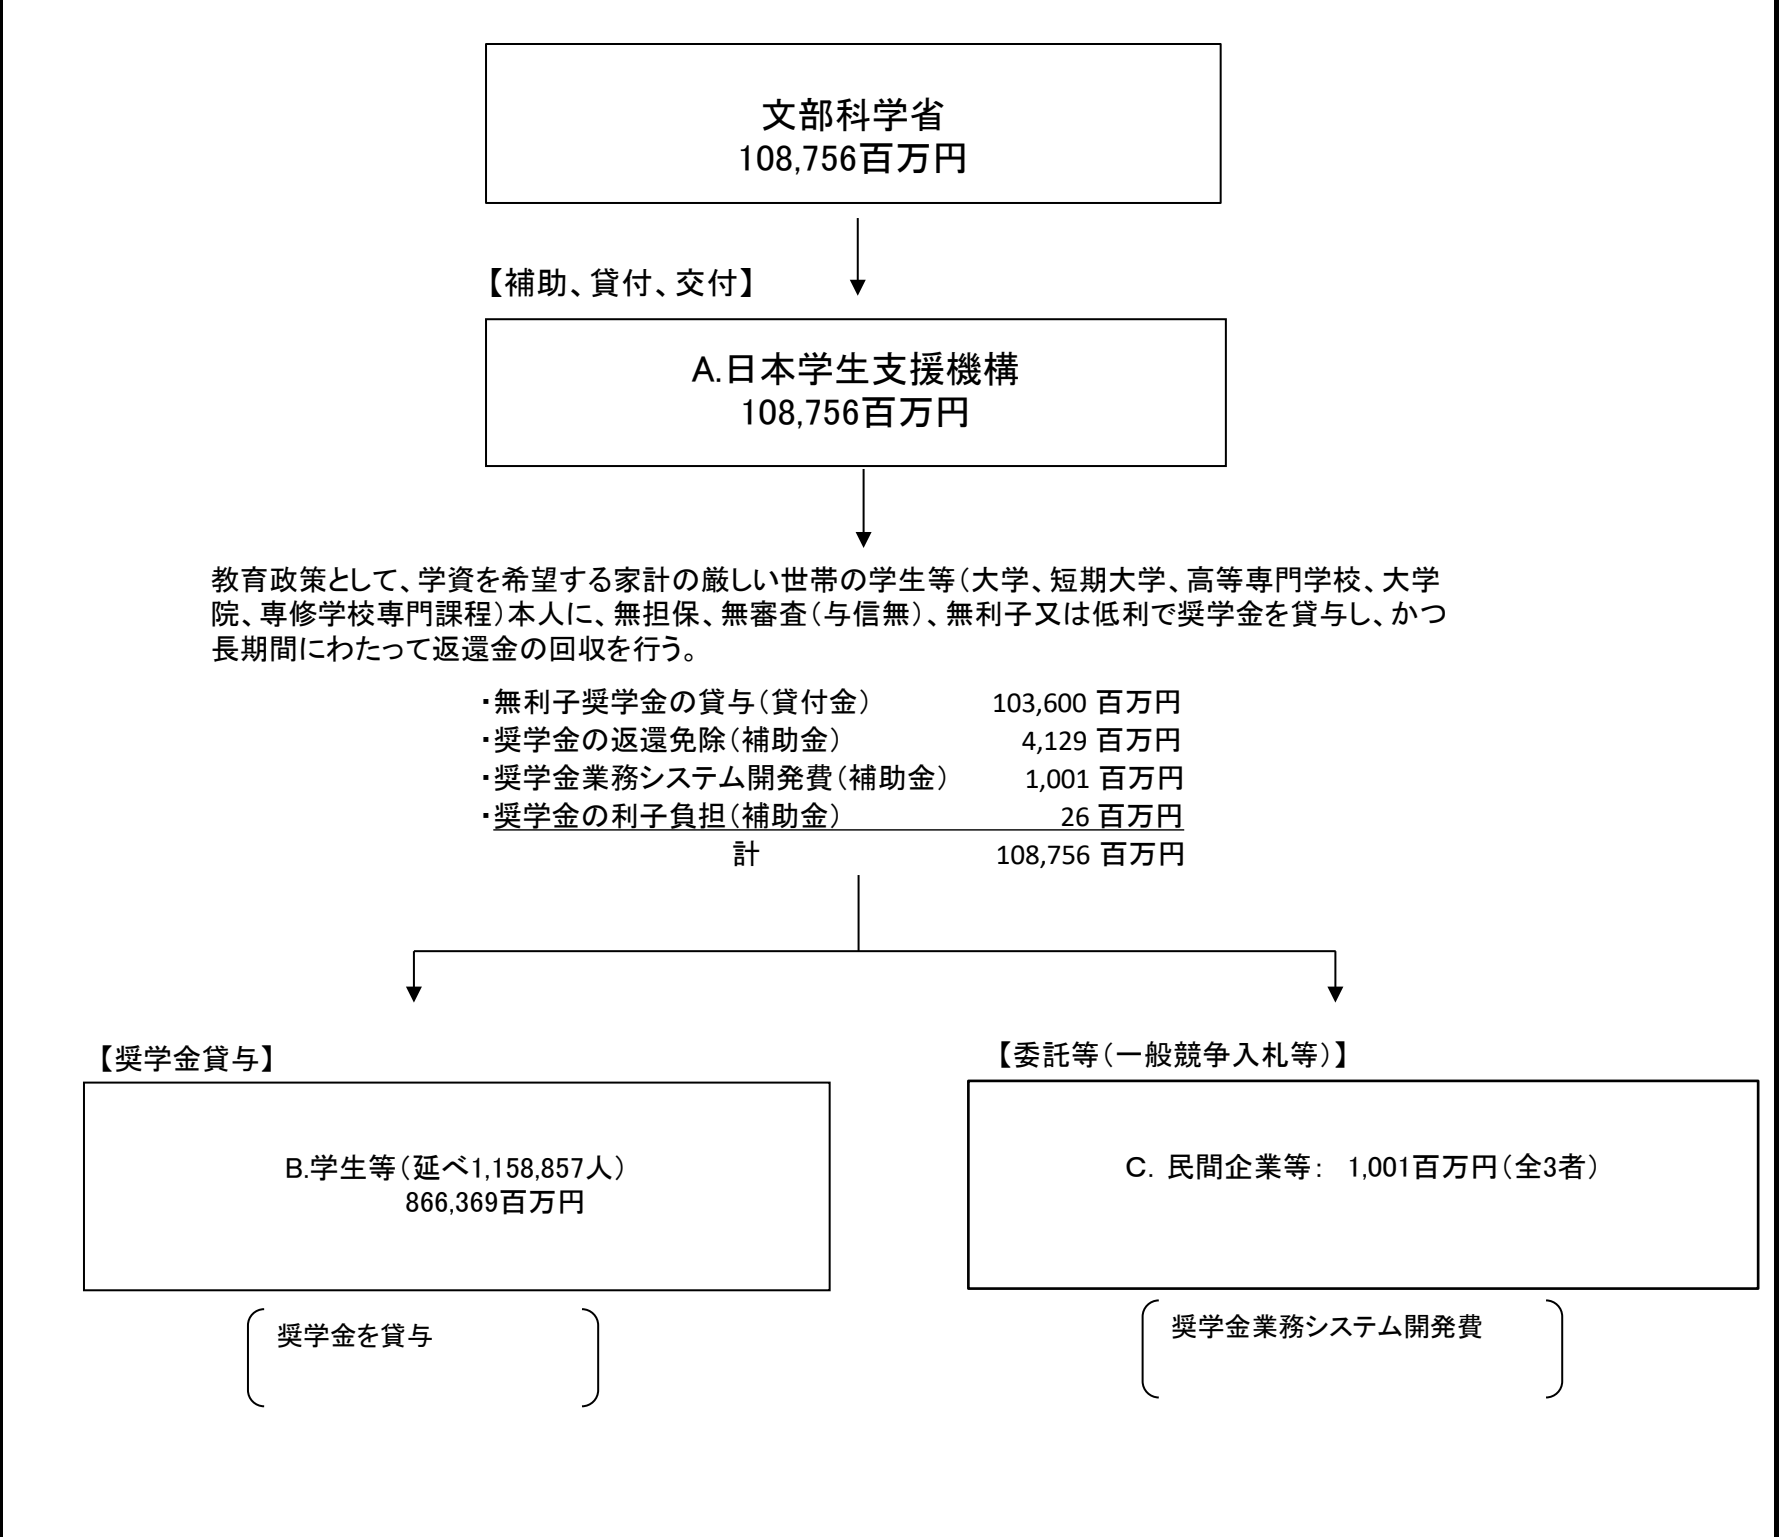 文部科学省
108,756百万円
【補助、貸付、交付】
A.日本学生支援機構
108,756百万円
教育政策として、学資を希望する家計の厳しい世帯の学生等（大学、短期大学、高等専門学校、大学
院、専修学校専門課程）本人に、無担保、無審査（与信無）、無利子又は低利で奨学金を貸与し、かつ
長期間にわたって返還金の回収を行う。
・無利子奨学金の貸与（貸付金） 103,600 百万円
・奨学金の返還免除（補助金） 4,129 百万円
・奨学金業務システム開発費（補助金） 1,001 百万円
・奨学金の利子負担（補助金） 26 百万円
計 108,756 百万円
【奨学金貸与】
B.学生等（延べ1,158,857人）
866,369百万円
奨学金を貸与
【委託等（一般競争入札等）】
C. 民間企業等： 1,001百万円（全3者）
奨学金業務システム開発費